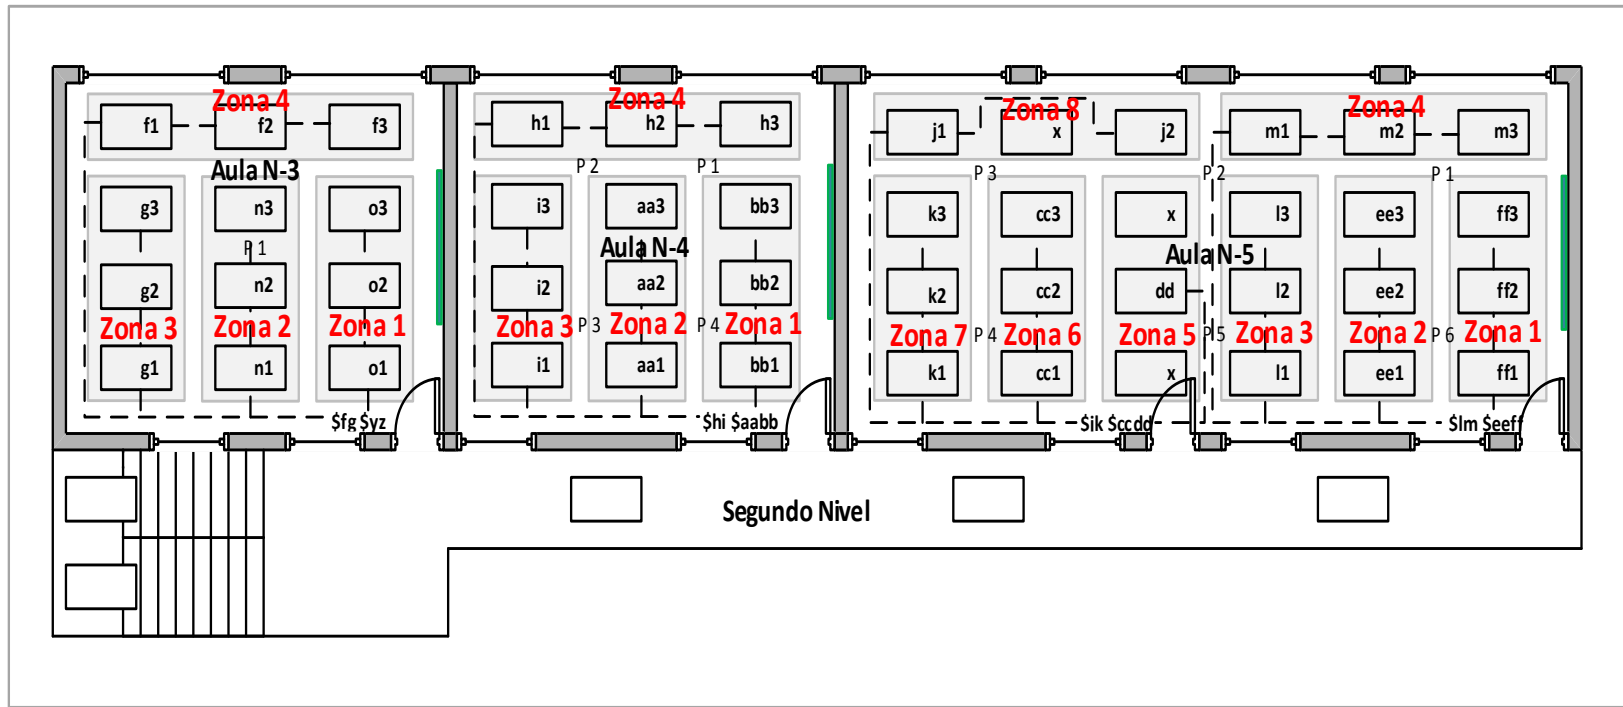 Zona 4 Zona 4 Zona 8 Zona 4
f1 f2 f3 h1 h2 h3 j1 x j2 m1 m2 m3
Aula N-3 P 2 P 1 P 3 P 2 P 1
g3 n3 o3 i3 aa3 bb3 k3 cc3 x l3 ee3 ff3
P 1 Aula N-4 Aula N-5
g2 n2 o2 i2 aa2 bb2 k2 cc2 dd l2 ee2 ff2
Zona 3 Zona 2 Zona 1 Zona 3 P 3 Zona 2 P 4 Zona 1 Zona 7 P 4 Zona 6 Zona 5 P 5 Zona 3 Zona 2 P 6 Zona 1
g1 n1 o1 i1 aa1 bb1 k1 cc1 x l1 ee1 ff1
$fg $yz $hi $aabb $ik $ccdd $lm $eeff
Segundo Nivel